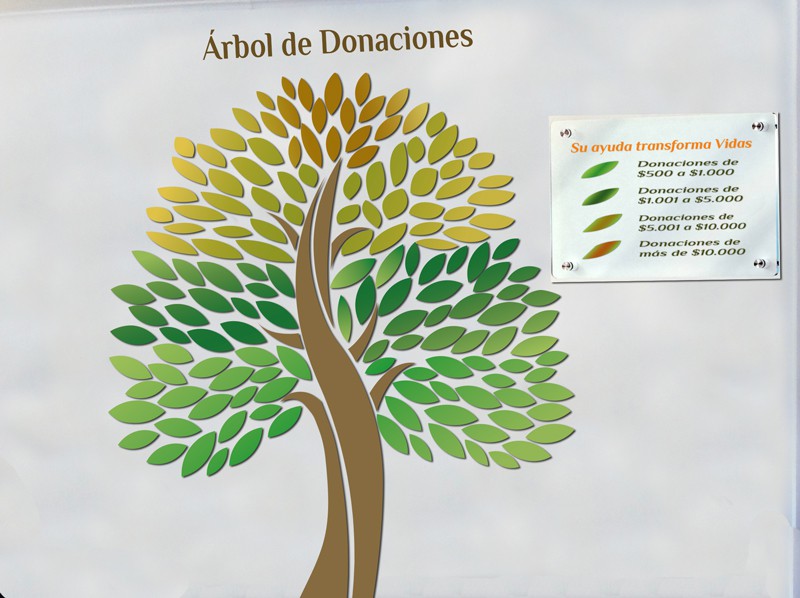 Árbol de Donaciones
Su ayuda transforma Vidas
Donaciones de
$500 a $1.000
Donaciones de
$1.001 a $5.000
Donaciones de
$5.001 a $10.000
Donaciones de
más de $10.000